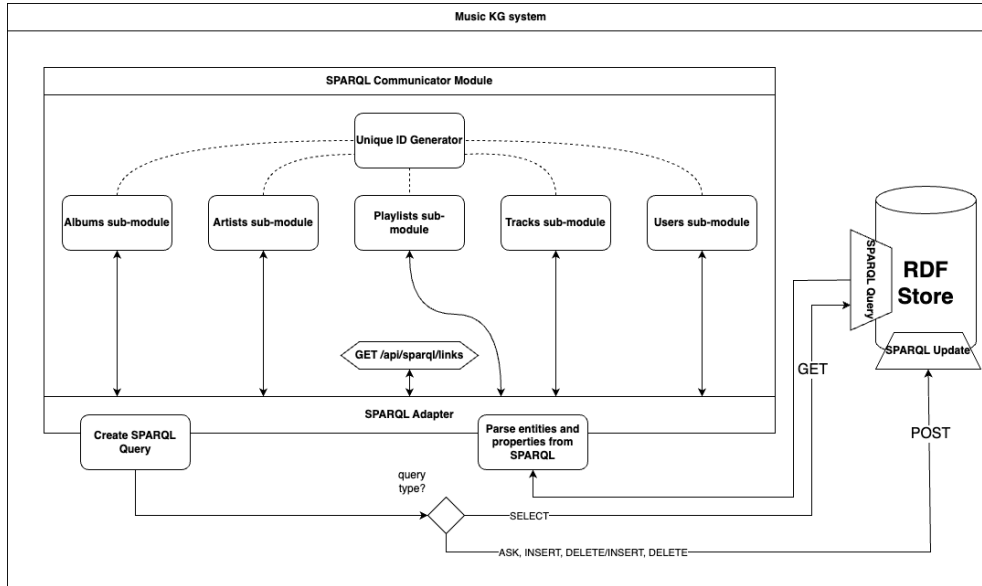 Music KG system
SPARQL Communicator Module
Unique ID Generator
Albums sub-module
Artists sub-module
Playlists sub-
module
Tracks sub-module
Users sub-module
SPARQL Query
RDF
Store
SPARQL Update
GET /api/sparql/links
GET
SPARQL Adapter
Create SPARQL
Query
Parse entities and
properties from
SPARQL
POST
query
type?
SELECT
ASK, INSERT, DELETE/INSERT, DELETE